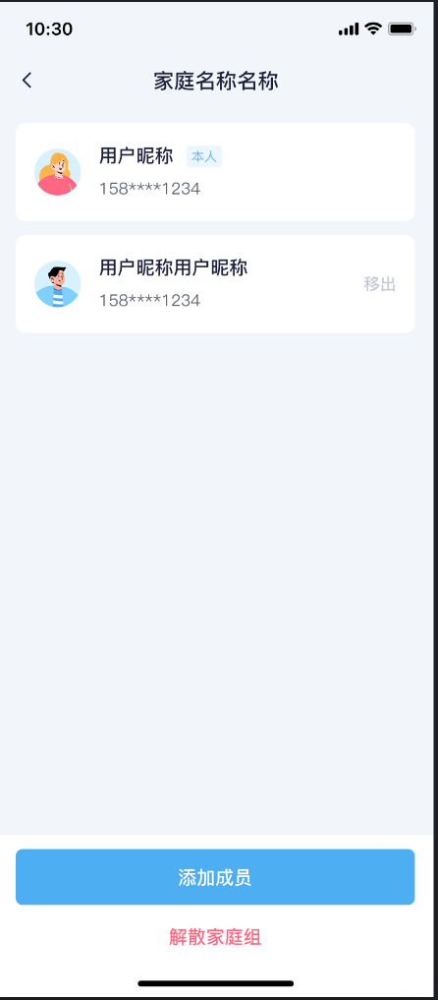 10:30
家庭名称名称
用户昵称 本人
158****1234
用户昵称用户昵称
158****1234
移出
添加成员
解散家庭组